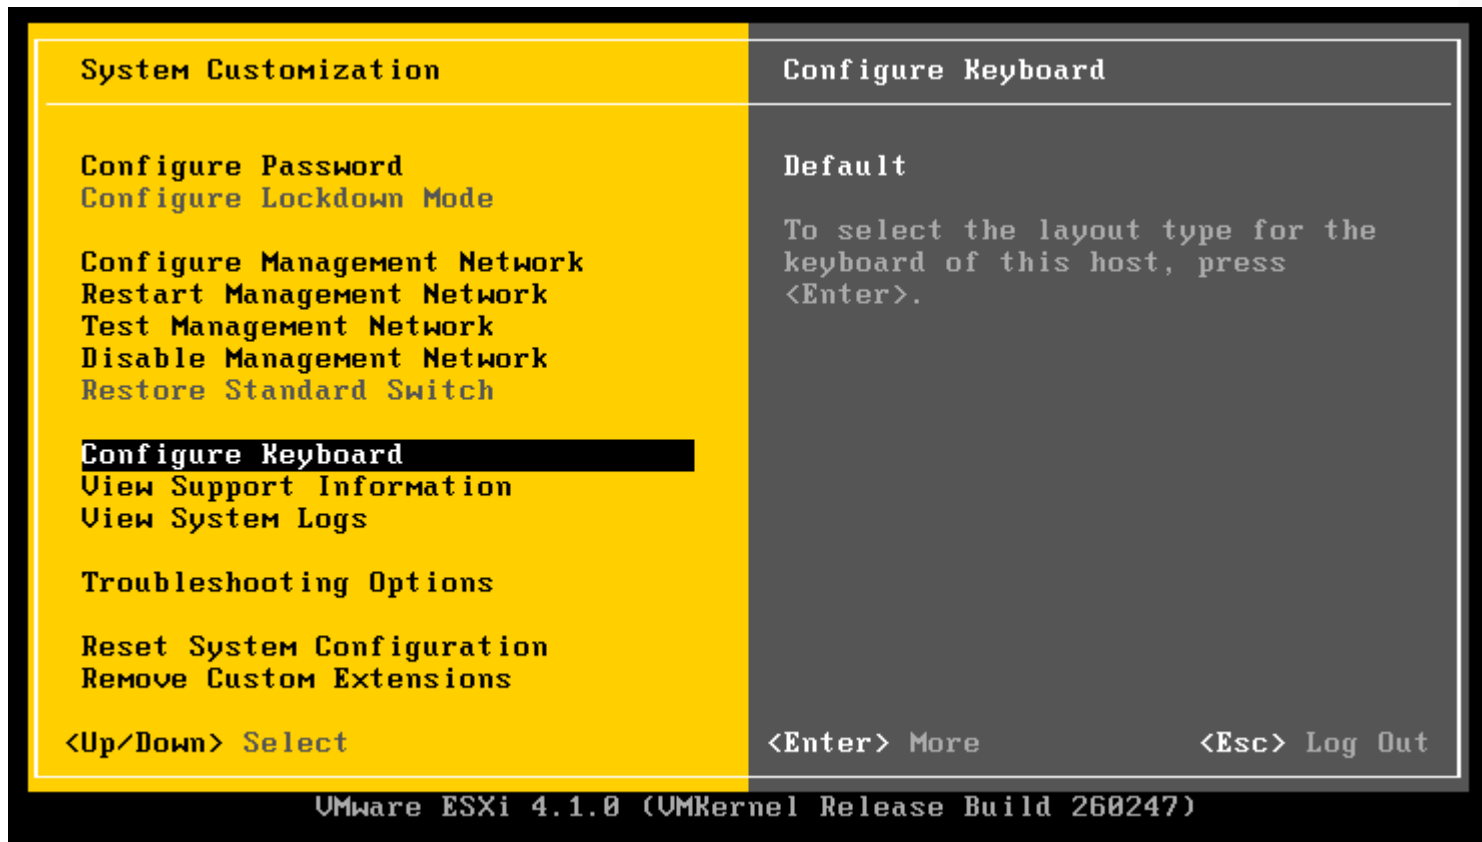 System Customization
Configure Keyboard
Configure Password
Configure Lockdown Mode
Configure Management Network
Restart Management Network
Test Management Network
Disable Management Network
Restore Standard Switch
Configure Keyboard
View Support Information
View System Logs
Troubleshooting Options
Reset System Configuration
Remove Custom Extensions
Default
To select the layout type for the
keyboard of this host, press
<Enter>.
<Up/Down> Select
<Enter> More
<Esc> Log Out
VMware ESXi 4.1.0 (VMKernel Release Build 260247)